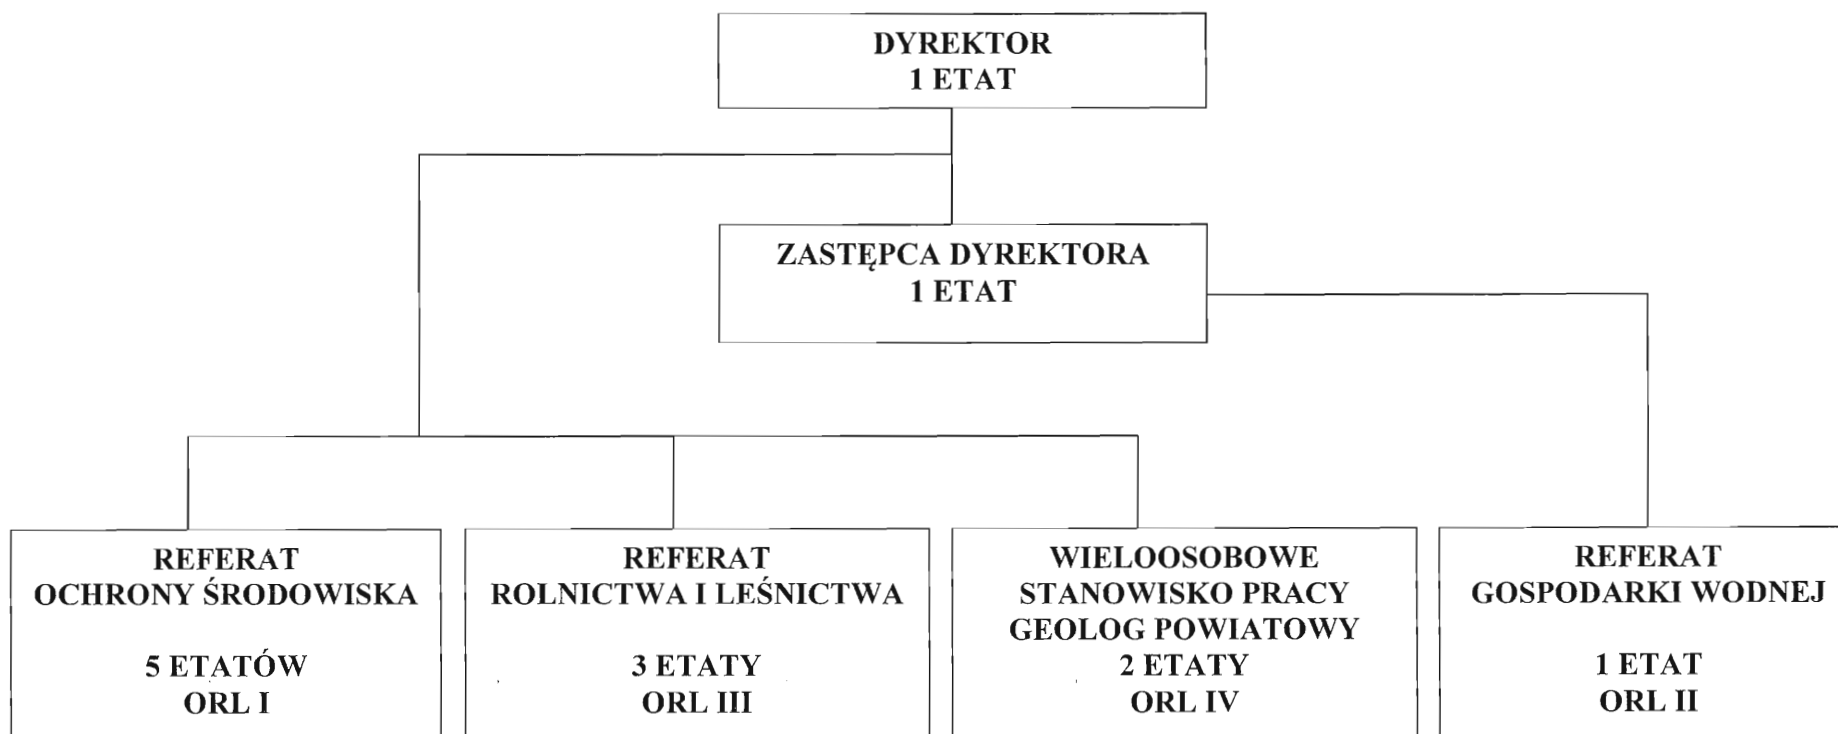 DYREKTOR
1 ETAT
ZASTĘPCA DYREKTORA
1 ETAT
REFERAT
OCHRONY ŚRODOWISKA
5 ETATÓW
ORL I
REFERAT
ROLNICTWA I LEŚNICTWA
3 ETATY
ORL III
WIELOOSOBOWE
STANOWISKO PRACY
GEOLOG POWIATOWY
2 ETATY
ORL IV
REFERAT
GOSPODARKI WODNEJ
1 ETAT
ORL II